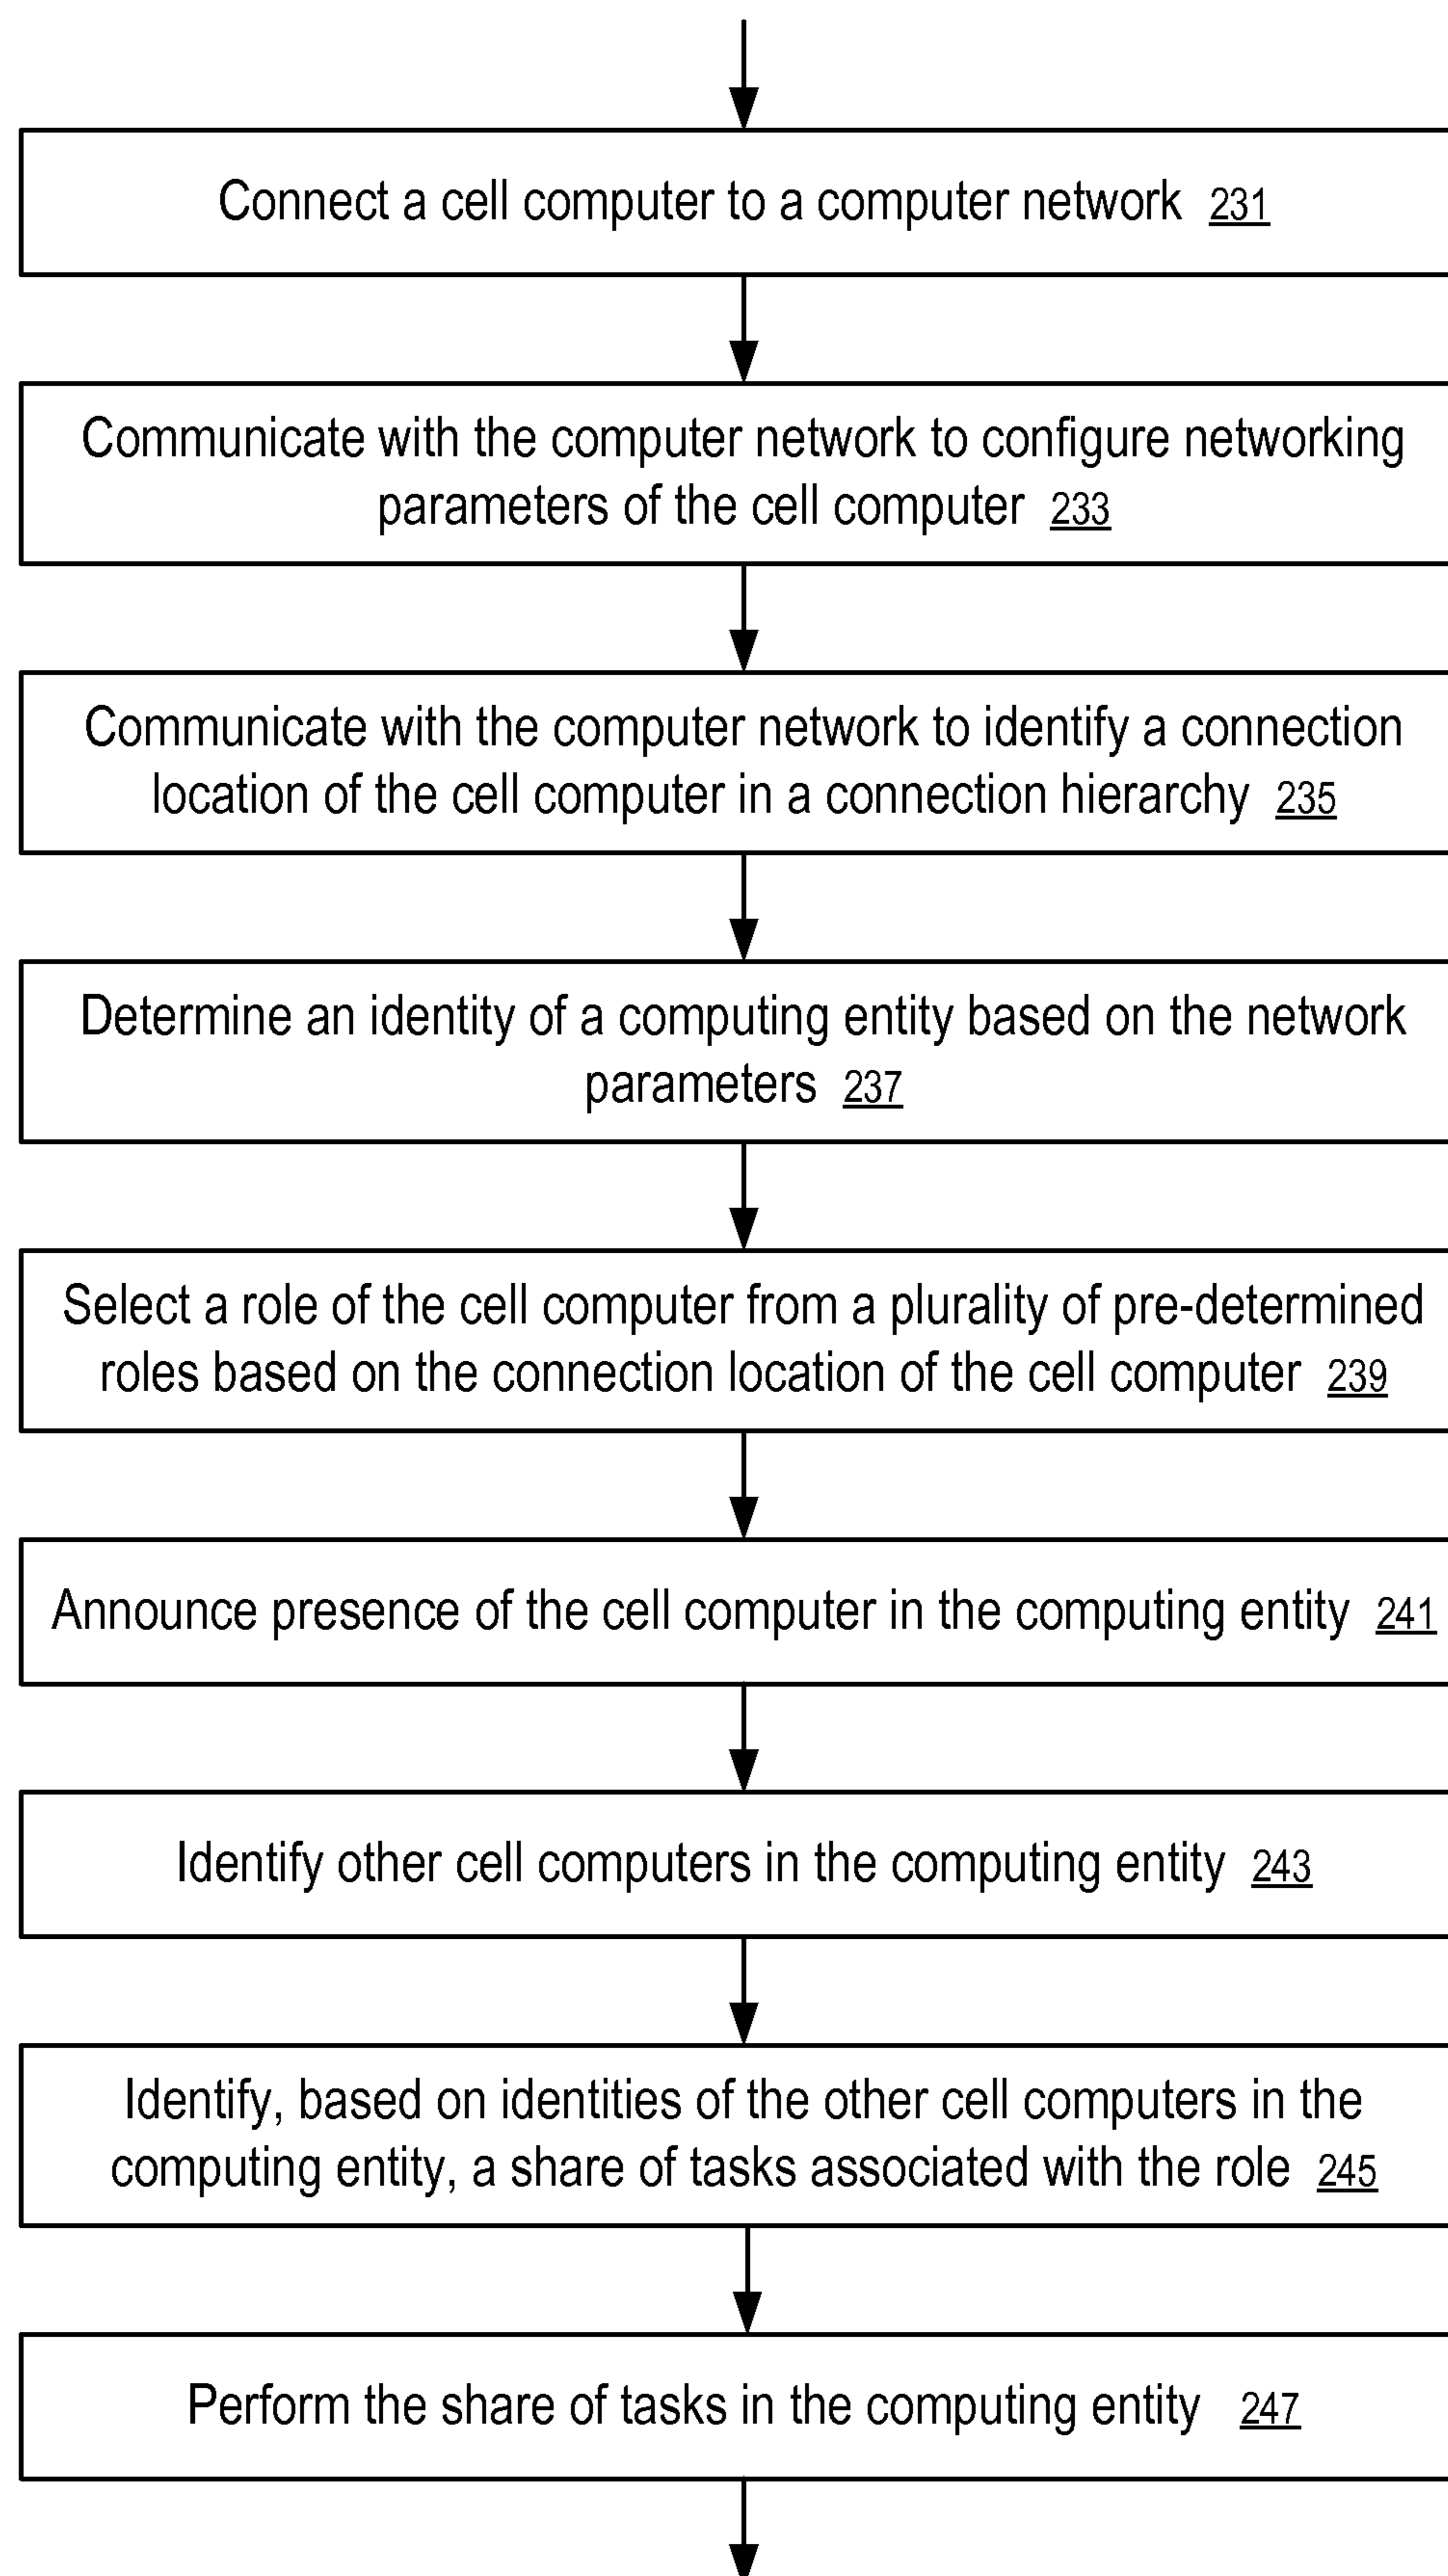 Connect a cell computer to a computer network 231
Communicate with the computer network to configure networking
parameters of the cell computer 233
Communicate with the computer network to identify a connection
location of the cell computer in a connection hierarchy 235
Determine an identity of a computing entity based on the network
parameters 237
Select a role of the cell computer from a plurality of pre-determined
roles based on the connection location of the cell computer 239
Announce presence of the cell computer in the computing entity 241
Identify other cell computers in the computing entity 243
Identify, based on identities of the other cell computers in the
computing entity, a share of tasks associated with the role 245
Perform the share of tasks in the computing entity 247